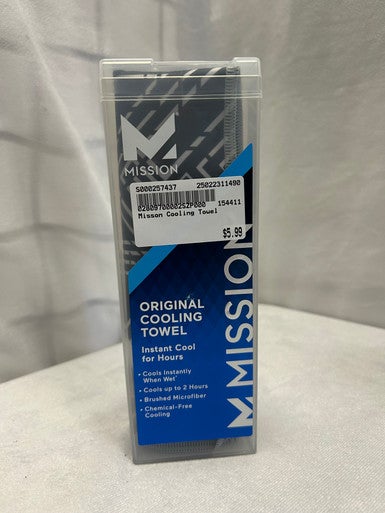 MISSION
S000257437 25022311490
02809700002SZP000 154411
Misson Cooling Towel
$5.99
ORIGINAL
COOLING
TOWEL
Instant Cool
for Hours
• Cools Instantly
When Wet*
• Cools up to 2 Hours
• Brushed Microfiber
• Chemical-Free
Cooling
MISSION